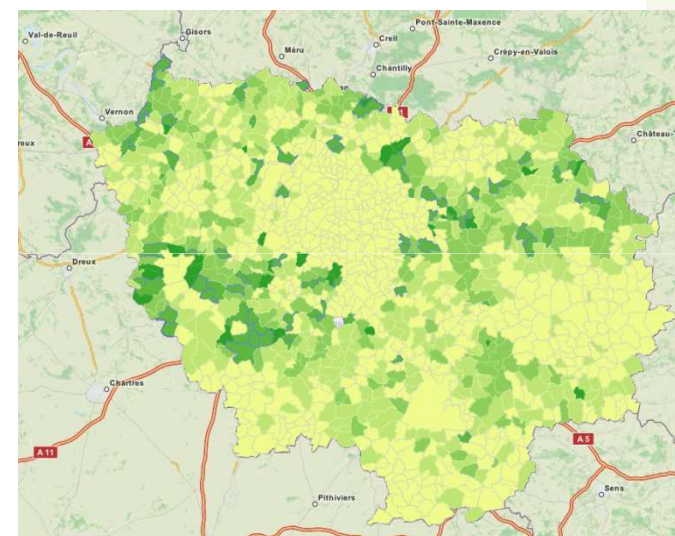 Pont-Sainte-Maxence
Gisors
Val-de-Reuil
Creil
Méru
Crépy-en-Valois
Chantilly
Vernon
Château-
reux
Dreux
Chartres
A 11
A 5
Sens
Pithiviers